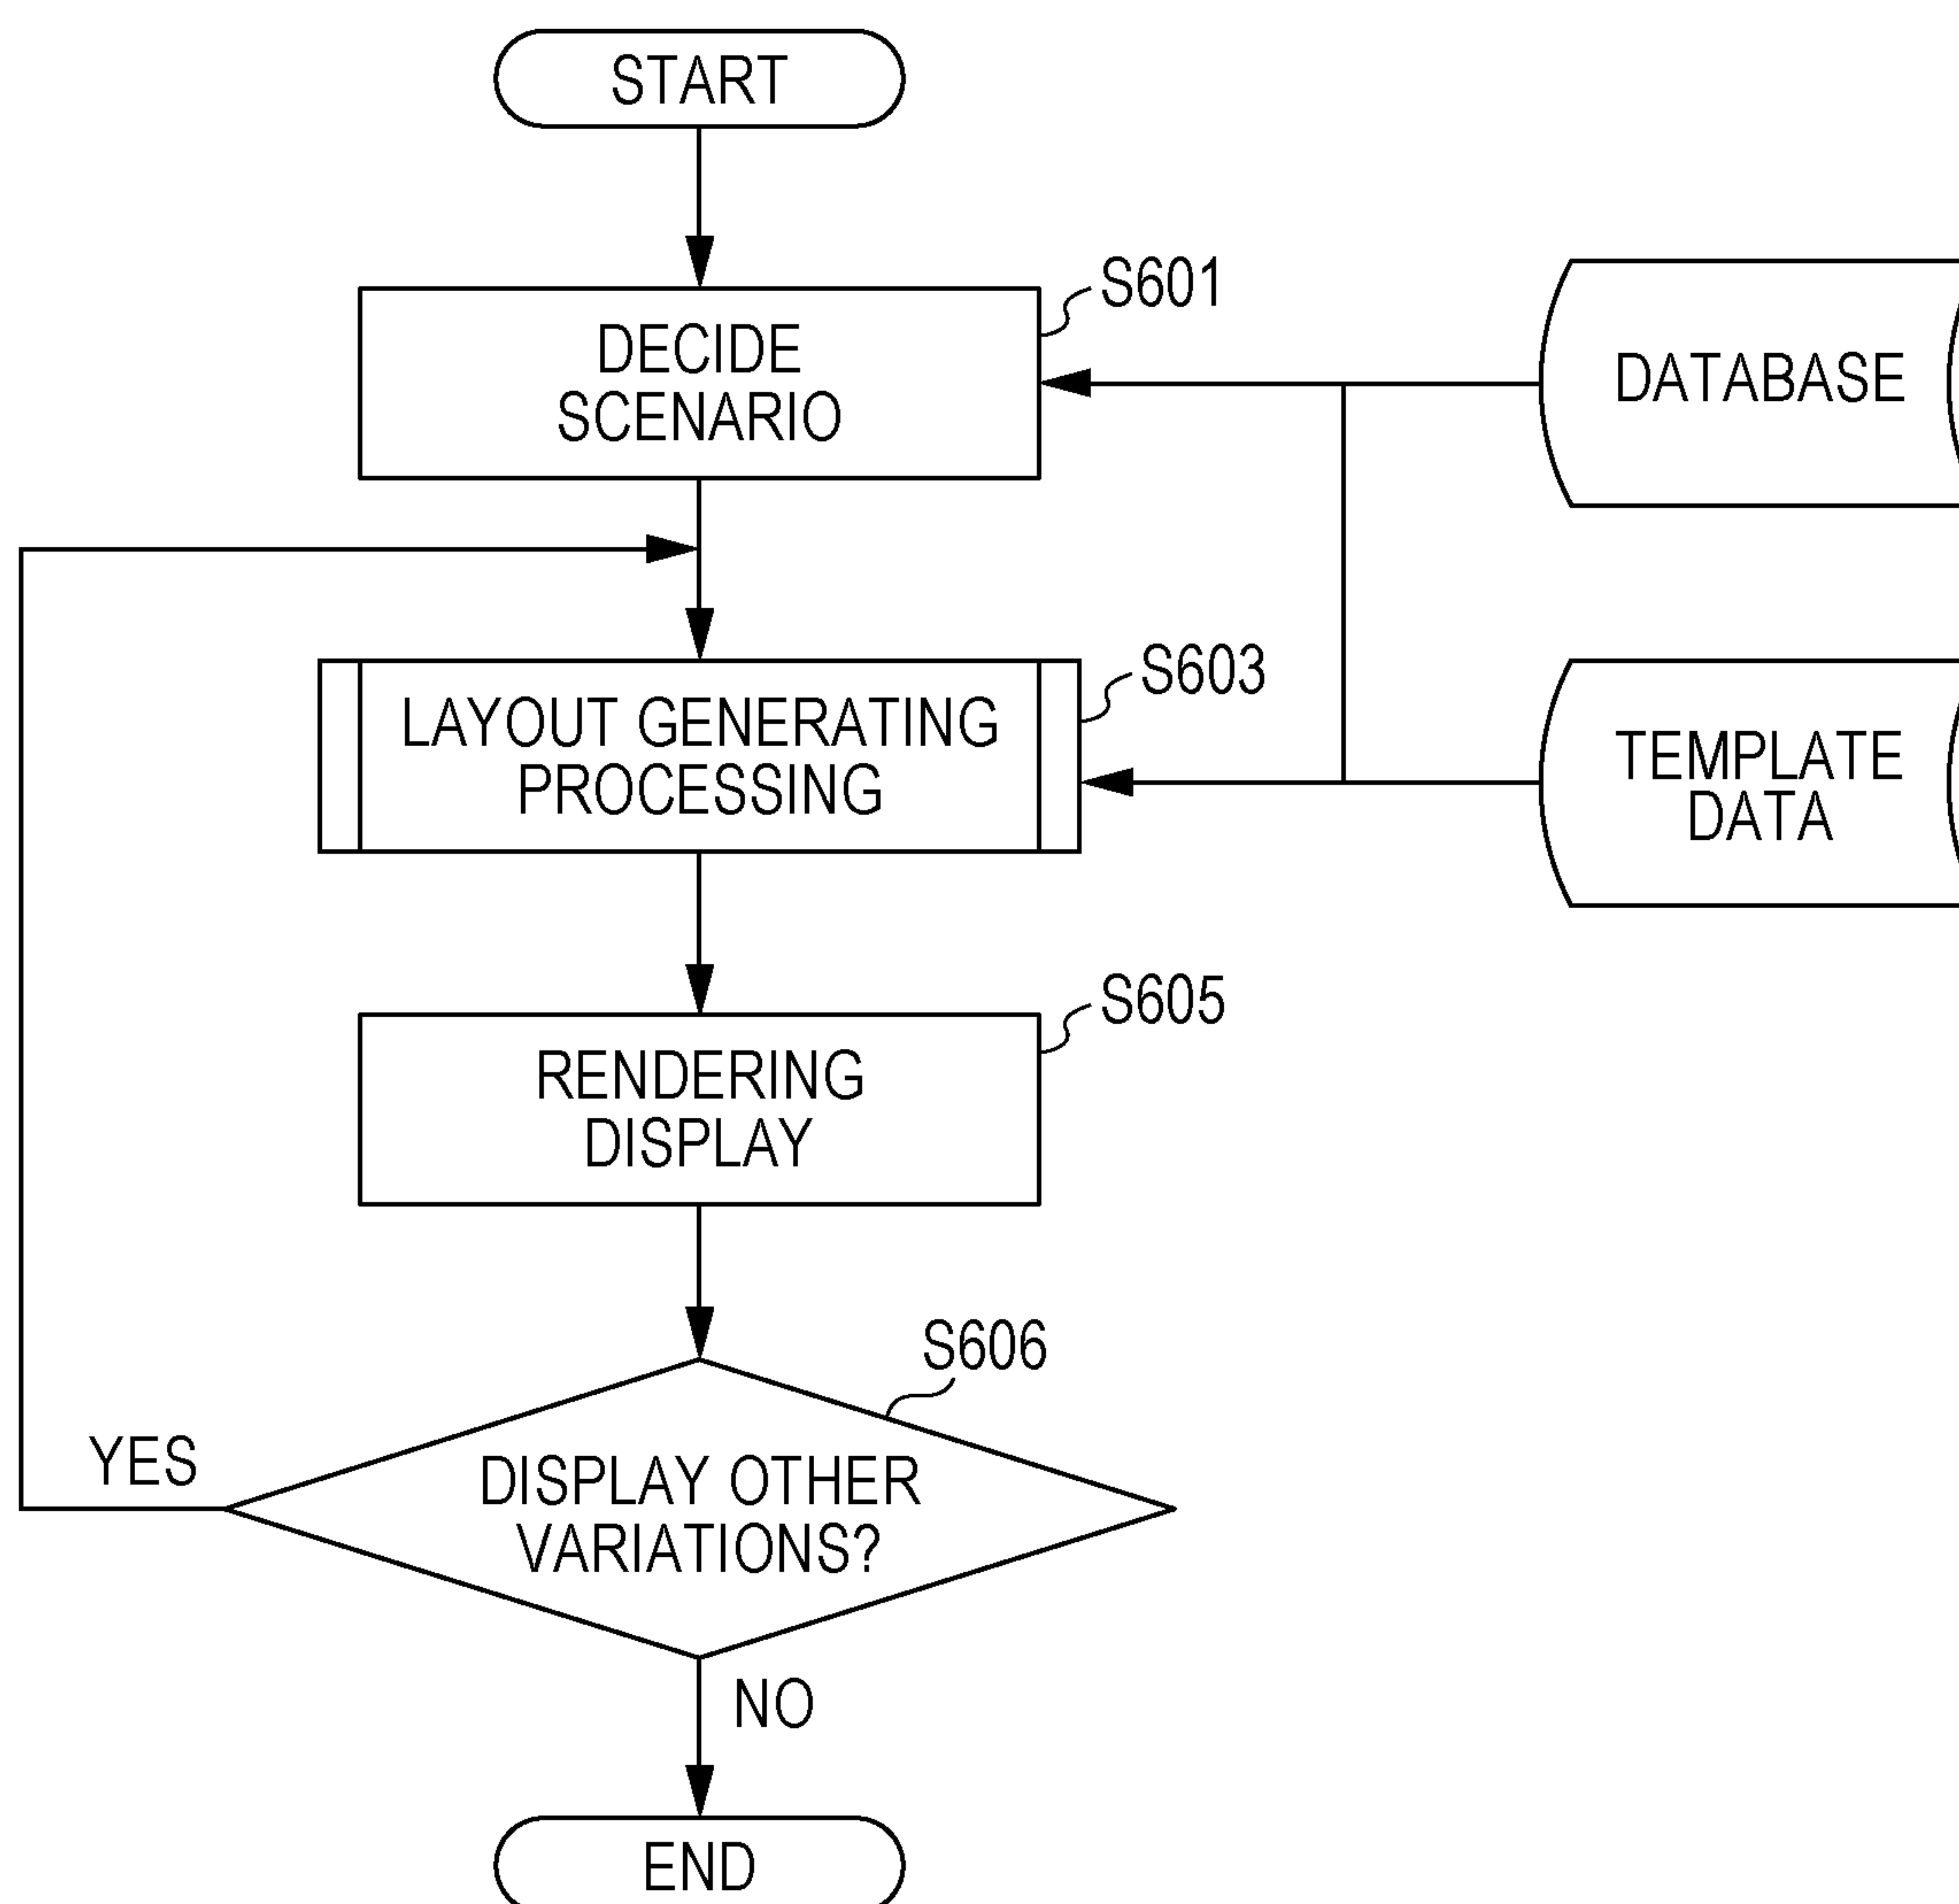 START
S601
DECIDE
SCENARIO
DATABASE
S603
LAYOUT GENERATING
PROCESSING
TEMPLATE
DATA
S605
RENDERING
DISPLAY
S606
YES
DISPLAY OTHER
VARIATIONS?
NO
END